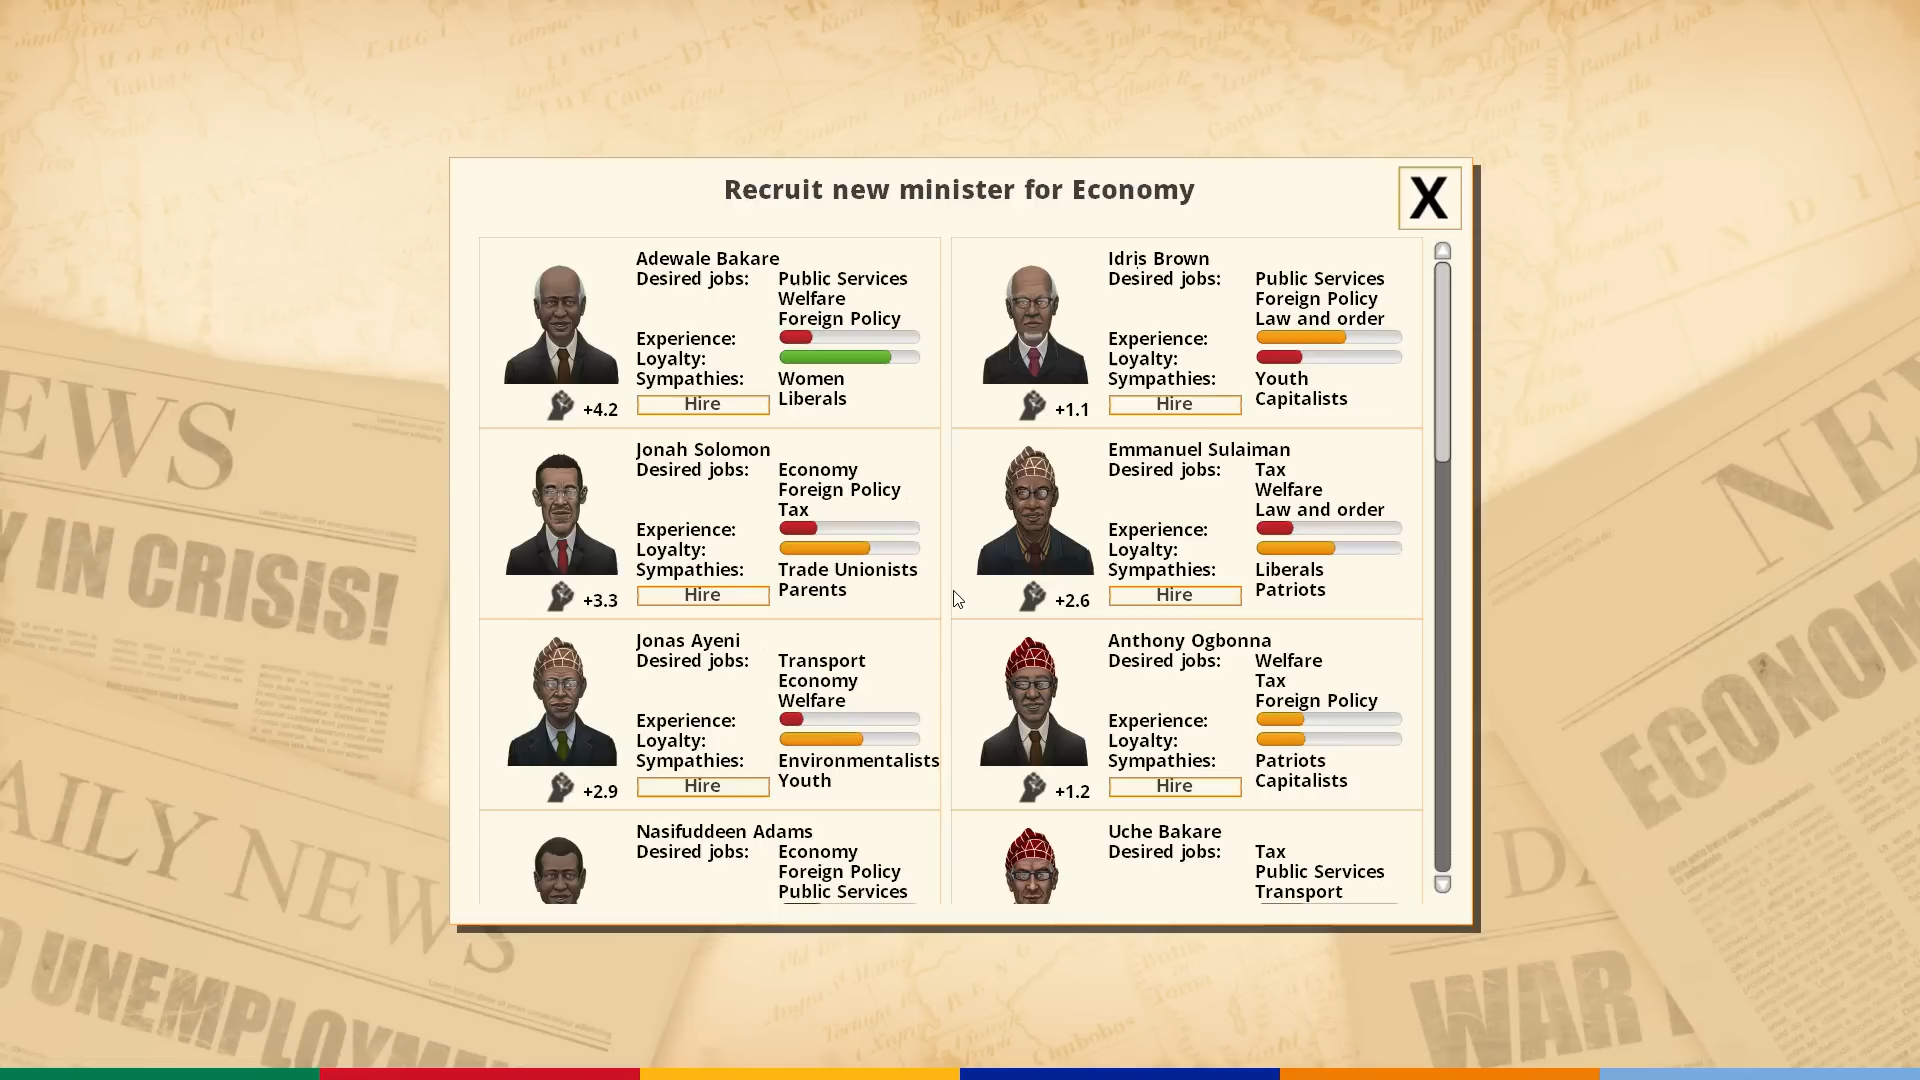 Recruit new minister for Economy
X
Adewale Bakare
Desired jobs: Public Services
Welfare
Foreign Policy
Experience:
Loyalty:
Sympathies: Women
Liberals
+4.2 Hire
Idris Brown
Desired jobs: Public Services
Foreign Policy
Law and order
Experience:
Loyalty:
Sympathies: Youth
Capitalists
+1.1 Hire
Jonah Solomon
Desired jobs: Economy
Foreign Policy
Tax
Experience:
Loyalty:
Sympathies: Trade Unionists
Parents
+3.3 Hire
Emmanuel Sulaiman
Desired jobs: Tax
Welfare
Law and order
Experience:
Loyalty:
Sympathies: Liberals
Patriots
+2.6 Hire
Jonas Ayeni
Desired jobs: Transport
Economy
Welfare
Experience:
Loyalty:
Sympathies: Environmentalists
Youth
+2.9 Hire
Anthony Ogbonna
Desired jobs: Welfare
Tax
Foreign Policy
Experience:
Loyalty:
Sympathies: Patriots
Capitalists
+1.2 Hire
Nasifuddeen Adams
Desired jobs: Economy
Foreign Policy
Public Services
Uche Bakare
Desired jobs: Tax
Public Services
Transport
EWS
Y IN CRISIS!
AILY NEWS
O UNEMPLOYM
NE
ECONOM
DA
WAR